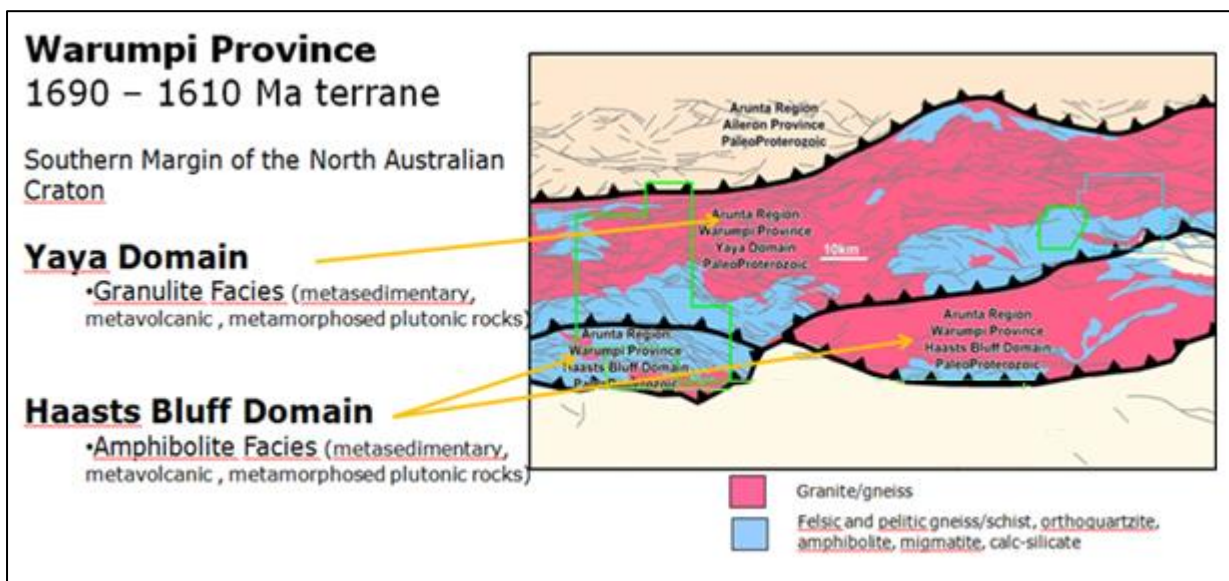 Warumpi Province
1690 – 1610 Ma terrane
Southern Margin of the North Australian
Craton
Yaya Domain
•Granulite Facies (metasedimentary,
metavolcanic , metamorphosed plutonic rocks)
Haasts Bluff Domain
•Amphibolite Facies (metasedimentary,
metavolcanic , metamorphosed plutonic rocks)
Arunta Region
Aileron Province
PaleoProterozoic
Arunta Region
Warumpi Province
Yaya Domain
PaleoProterozoic
10km
Arunta Region
Warumpi Province
Haasts Bluff Domain
PaleoProterozoic
Arunta Region
Warumpi Province
Haasts Bluff Domain
PaleoProterozoic
Granite/gneiss
Felsic and pelitic gneiss/schist, orthoquartzite,
amphibolite, migmatite, calc-silicate